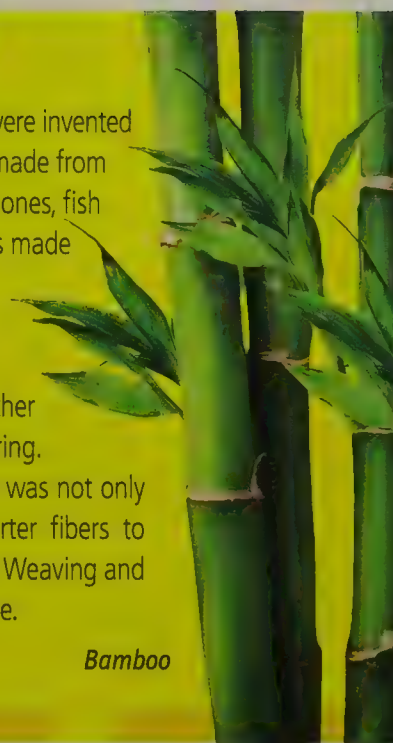 were invented
made from
ones, fish
s made
her
ring.
was not only
rter fibers to
Weaving and
e.
Bamboo